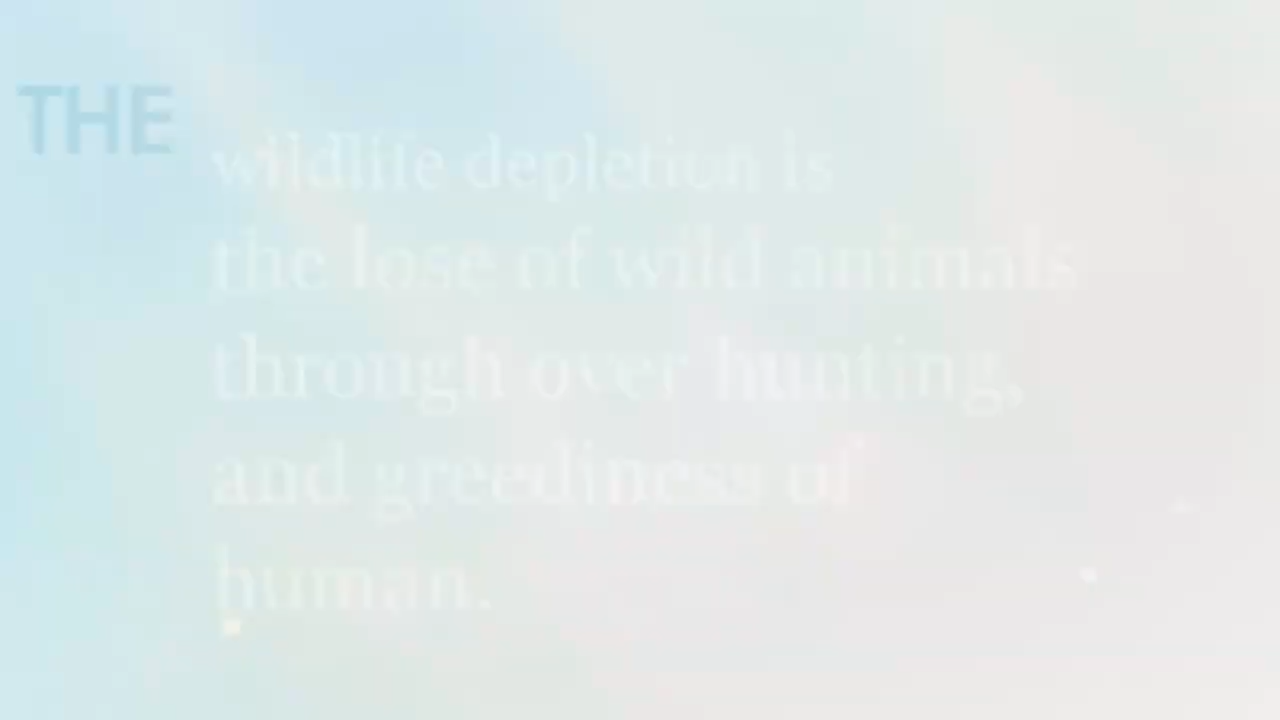 THE
wildlife depletion is
the lose of wild animals
through over hunting,
and greediness of
human.